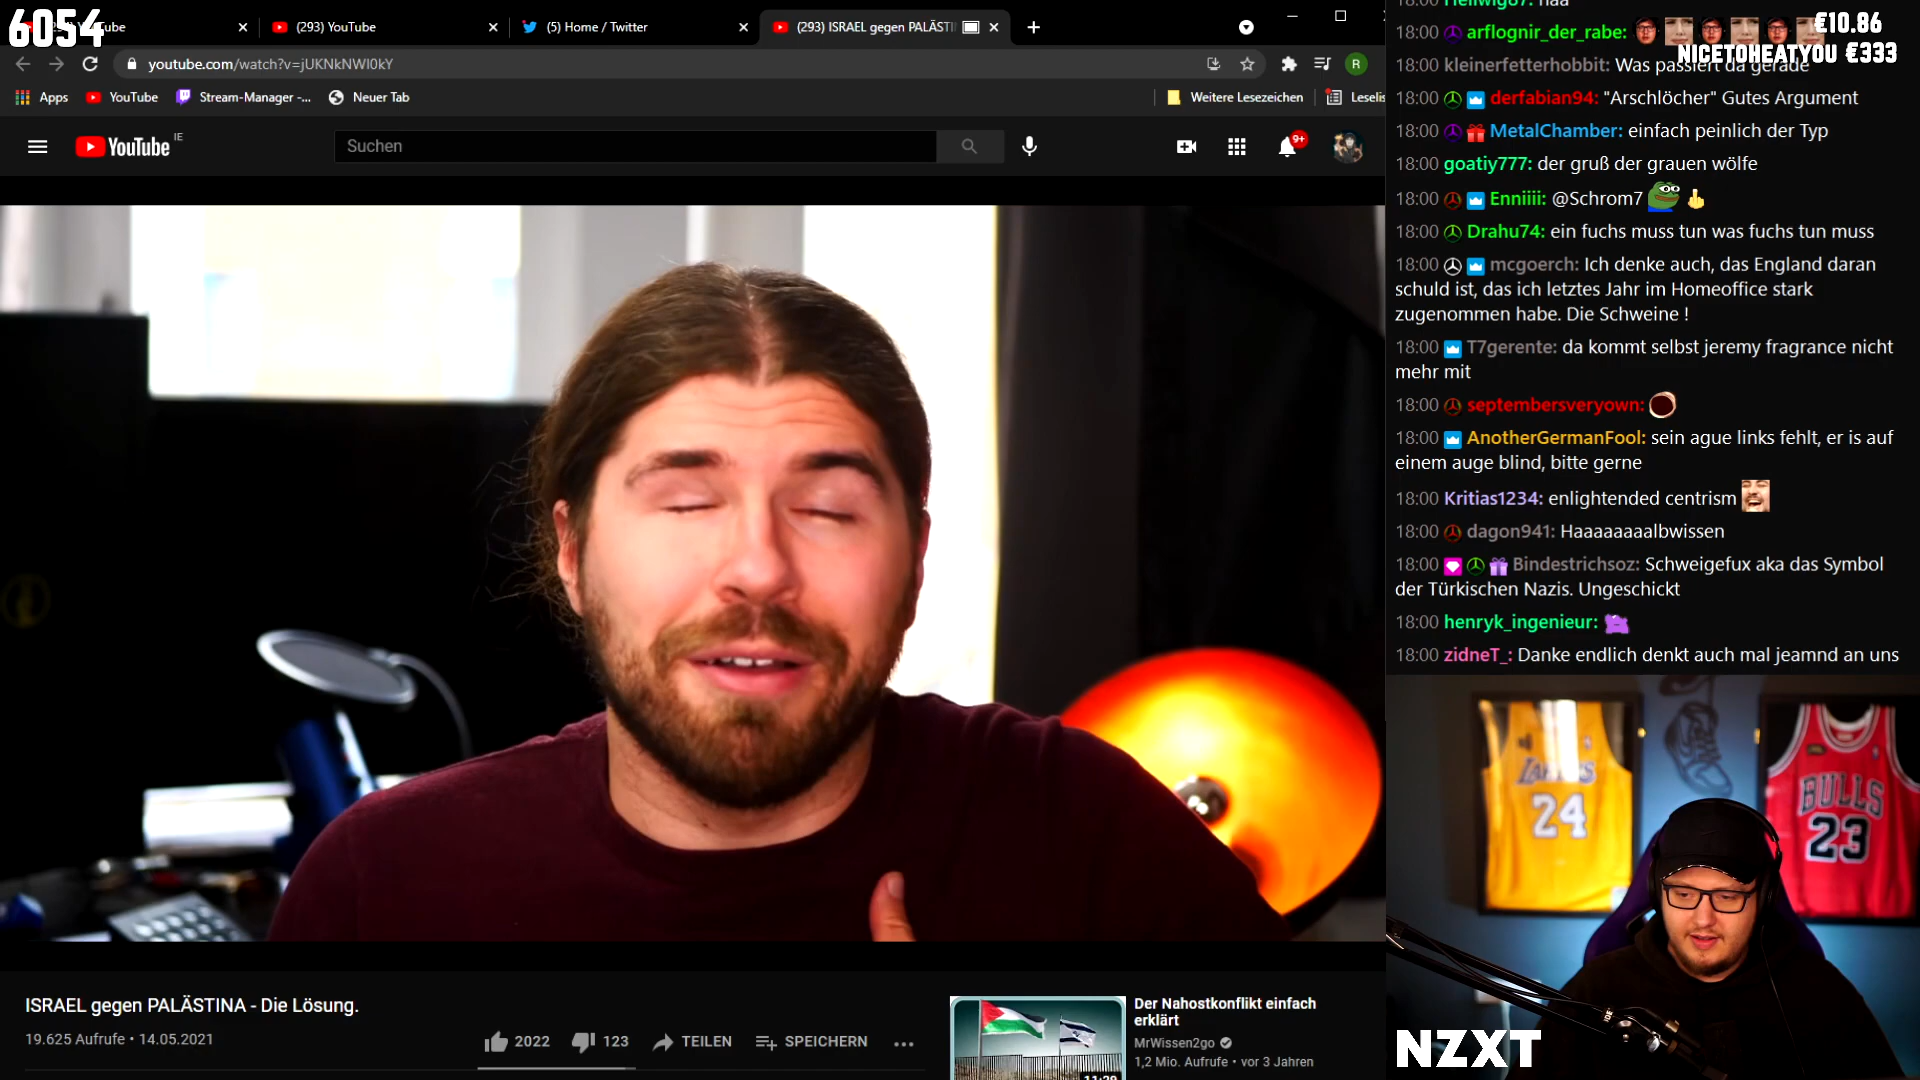 6054
(293) YouTube
(5) Home / Twitter
(293) ISRAEL gegen PALÄSTI
youtube.com/watch?v=jUKNkNWI0kY
R
Apps
YouTube
Stream-Manager -...
Neuer Tab
Weitere Lesezeichen
Leselis
YouTube IE
Suchen
9+
ISRAEL gegen PALÄSTINA - Die Lösung.
19.625 Aufrufe • 14.05.2021
2022
123
TEILEN
SPEICHERN
Der Nahostkonflikt einfach
erklärt
MrWissen2go
1,2 Mio. Aufrufe • vor 3 Jahren
€10.86
NICETOHEATYOU €333
18:00 Hellwig87: naa
18:00 arflognir_der_rabe:
18:00 kleinerfetterhobbit: Was passiert da gerade
18:00 derfabian94: "Arschlöcher" Gutes Argument
18:00 MetalChamber: einfach peinlich der Typ
18:00 goatiy777: der gruß der grauen wölfe
18:00 Enniiii: @Schrom7
18:00 Drahu74: ein fuchs muss tun was fuchs tun muss
18:00 mcgoerch: Ich denke auch, das England daran
schuld ist, das ich letztes Jahr im Homeoffice stark
zugenommen habe. Die Schweine !
18:00 T7gerente: da kommt selbst jeremy fragrance nicht
mehr mit
18:00 septembersveryown:
18:00 AnotherGermanFool: sein ague links fehlt, er is auf
einem auge blind, bitte gerne
18:00 Kritias1234: enlightended centrism
18:00 dagon941: Haaaaaaaalbwissen
18:00 Bindestrichsoz: Schweigefux aka das Symbol
der Türkischen Nazis. Ungeschickt
18:00 henryk_ingenieur:
18:00 zidneT_: Danke endlich denkt auch mal jeamnd an uns
LAKERS
24
BULLS
23
NZXT